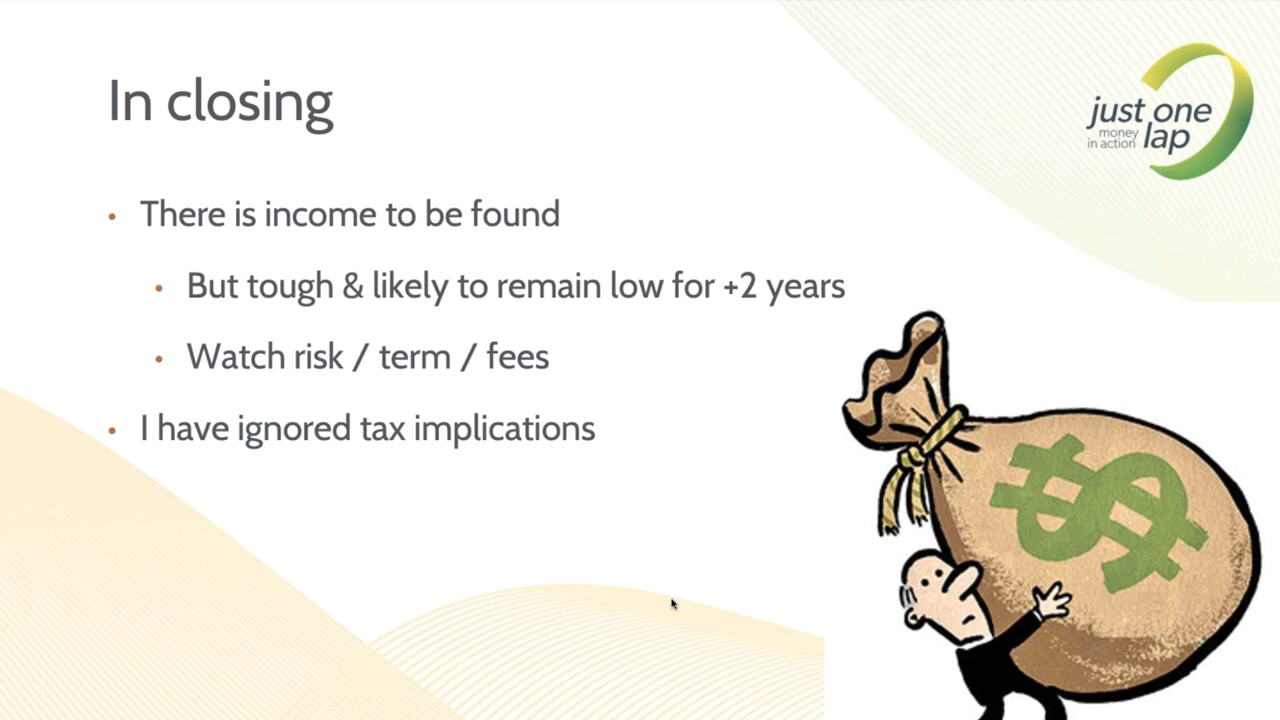 In closing
just one
money
in action lap
• There is income to be found
• But tough & likely to remain low for +2 years
• Watch risk / term / fees
• I have ignored tax implications
$